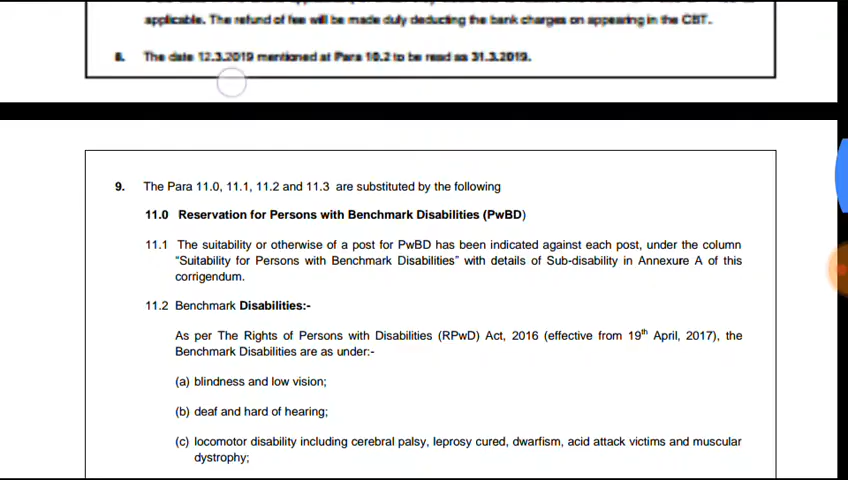 applicable. The refund of fee will be made duly deducting the bank charges on appearing in the CBT.
8. The date 12.3.2019 mentioned at Para 10.2 to be read as 31.3.2019.
9. The Para 11.0, 11.1, 11.2 and 11.3 are substituted by the following
11.0 Reservation for Persons with Benchmark Disabilities (PwBD)
11.1 The suitability or otherwise of a post for PwBD has been indicated against each post, under the column
“Suitability for Persons with Benchmark Disabilities” with details of Sub-disability in Annexure A of this
corrigendum.
11.2 Benchmark Disabilities:-
As per The Rights of Persons with Disabilities (RPwD) Act, 2016 (effective from 19th April, 2017), the
Benchmark Disabilities are as under:-
(a) blindness and low vision;
(b) deaf and hard of hearing;
(c) locomotor disability including cerebral palsy, leprosy cured, dwarfism, acid attack victims and muscular
dystrophy;